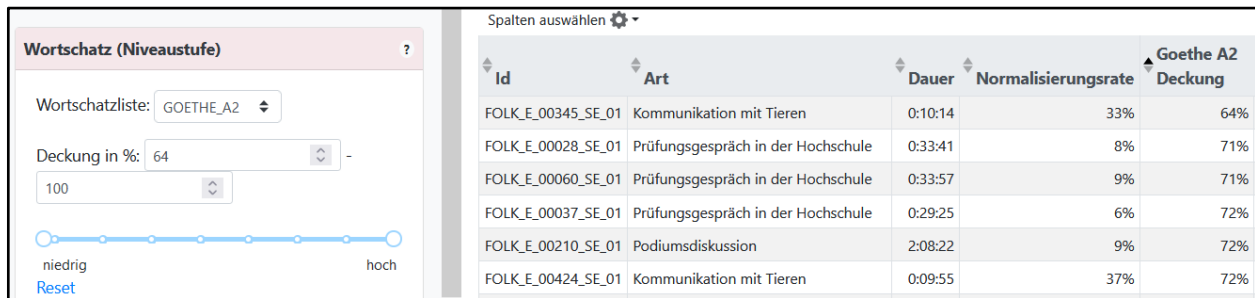 Wortschatz (Niveaustufe) ?
Wortschatzliste: GOETHE_A2
Deckung in %: 64 -
100
niedrig hoch
Reset
Spalten auswählen
Id Art Dauer Normalisierungsrate Goethe A2 Deckung
FOLK_E_00345_SE_01 Kommunikation mit Tieren 0:10:14 33% 64%
FOLK_E_00028_SE_01 Prüfungsgespräch in der Hochschule 0:33:41 8% 71%
FOLK_E_00060_SE_01 Prüfungsgespräch in der Hochschule 0:33:57 9% 71%
FOLK_E_00037_SE_01 Prüfungsgespräch in der Hochschule 0:29:25 6% 72%
FOLK_E_00210_SE_01 Podiumsdiskussion 2:08:22 9% 72%
FOLK_E_00424_SE_01 Kommunikation mit Tieren 0:09:55 37% 72%